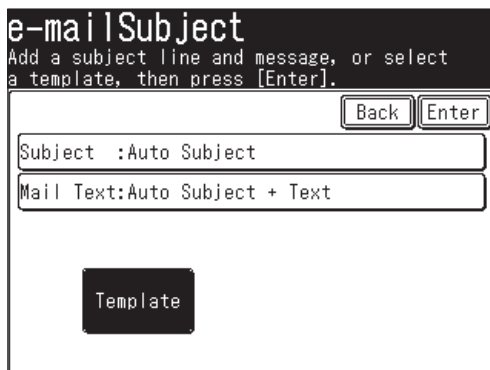 e-mailSubject
Add a subject line and message, or select
a template, then press [Enter].
Back Enter
Subject :Auto Subject
Mail Text:Auto Subject + Text
Template